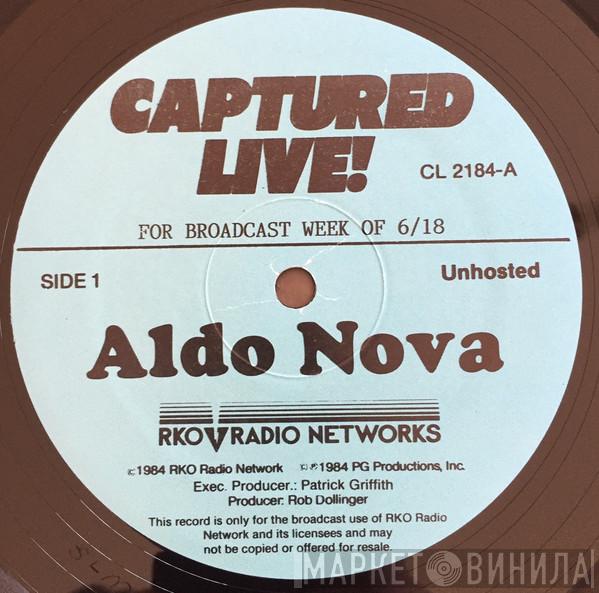 CAPTURED
LIVE!
CL 2184-A
FOR BROADCAST WEEK OF 6/18
SIDE 1
Unhosted
Aldo Nova
RKO RADIO NETWORKS
©1984 RKO Radio Network © ℗ 1984 PG Productions, Inc.
Exec. Producer.: Patrick Griffith
Producer: Rob Dollinger
This record is only for the broadcast use of RKO Radio
Network and its licensees and may
not be copied or offered for resale.
МАРКЕТ ВИНИЛА